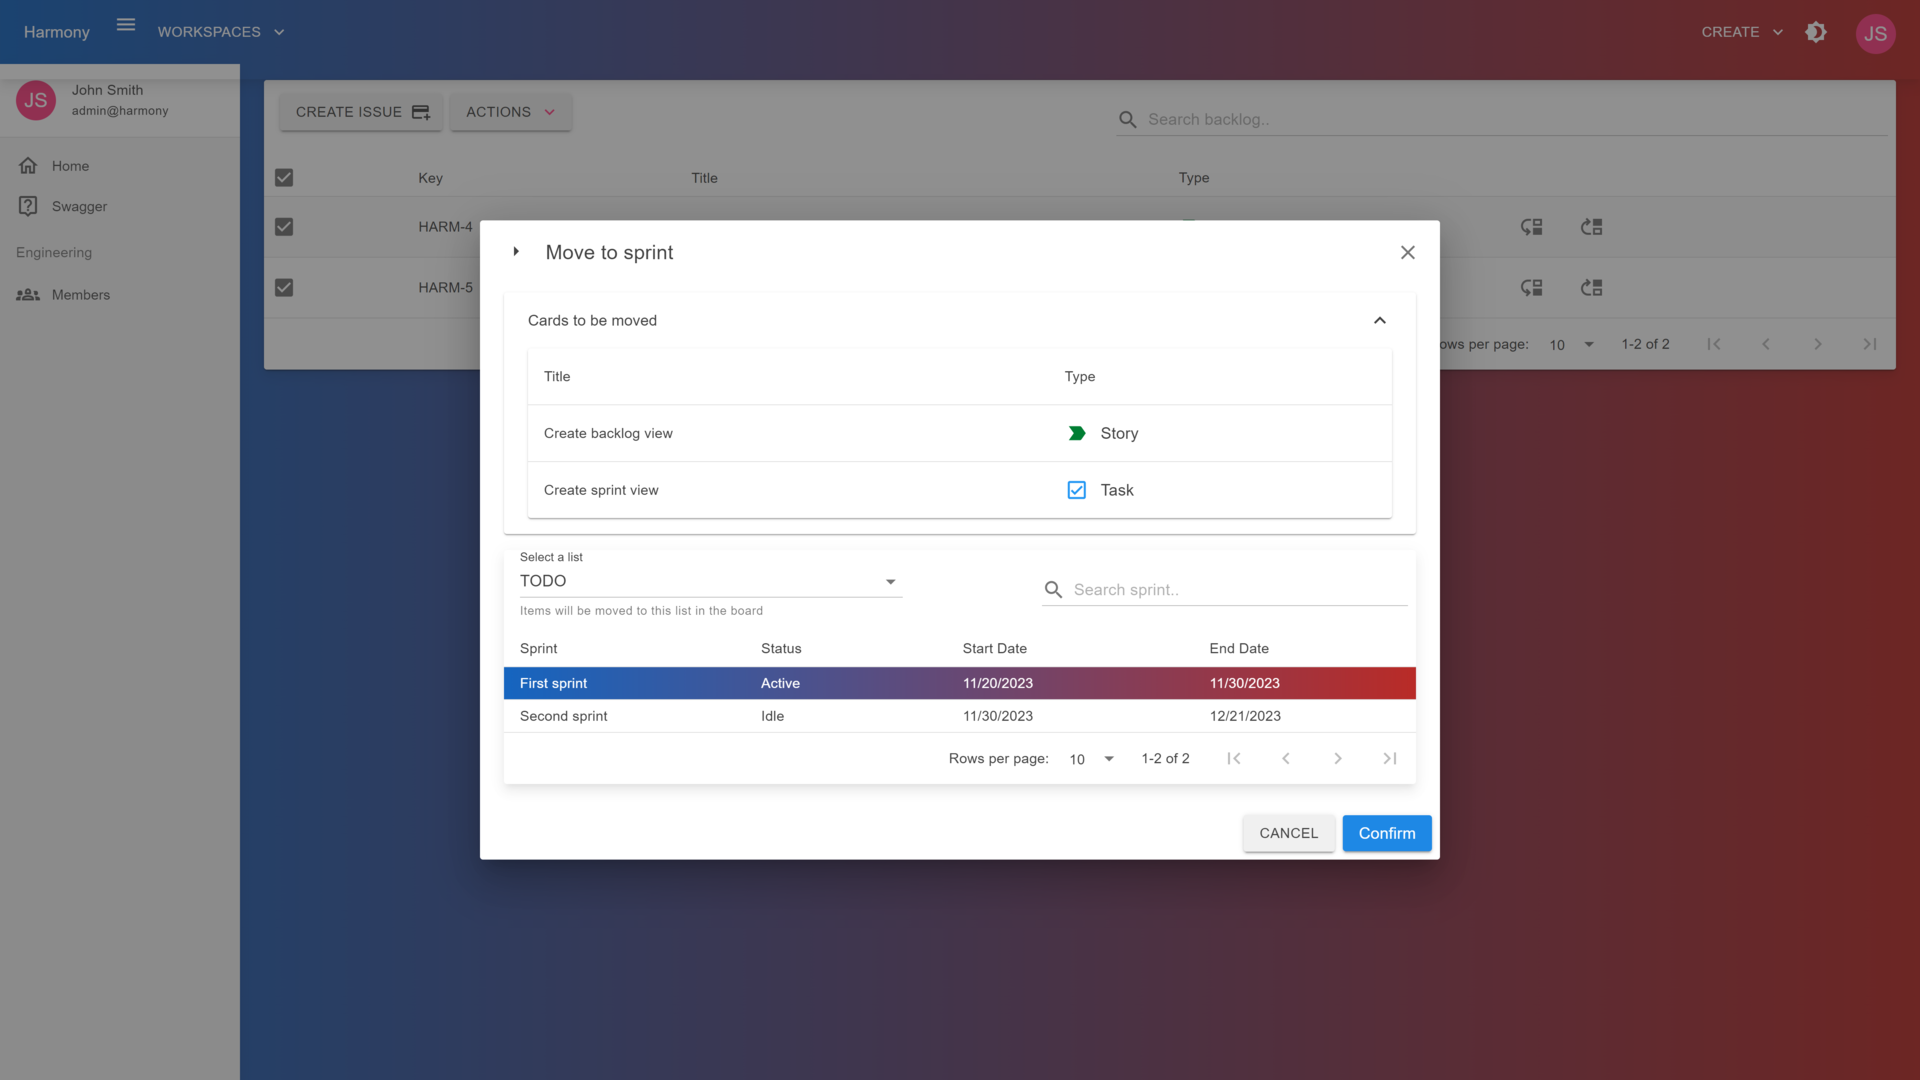 Harmony
WORKSPACES
CREATE
JS
JS
John Smith
admin@harmony
Home
Swagger
Engineering
Members
CREATE ISSUE
ACTIONS
Search backlog..
Key Title Type
HARM-4
HARM-5
ows per page: 10 1-2 of 2
Move to sprint
Cards to be moved
Title Type
Create backlog view Story
Create sprint view Task
Select a list
TODO
Items will be moved to this list in the board
Search sprint..
Sprint Status Start Date End Date
First sprint Active 11/20/2023 11/30/2023
Second sprint Idle 11/30/2023 12/21/2023
Rows per page: 10 1-2 of 2
CANCEL Confirm